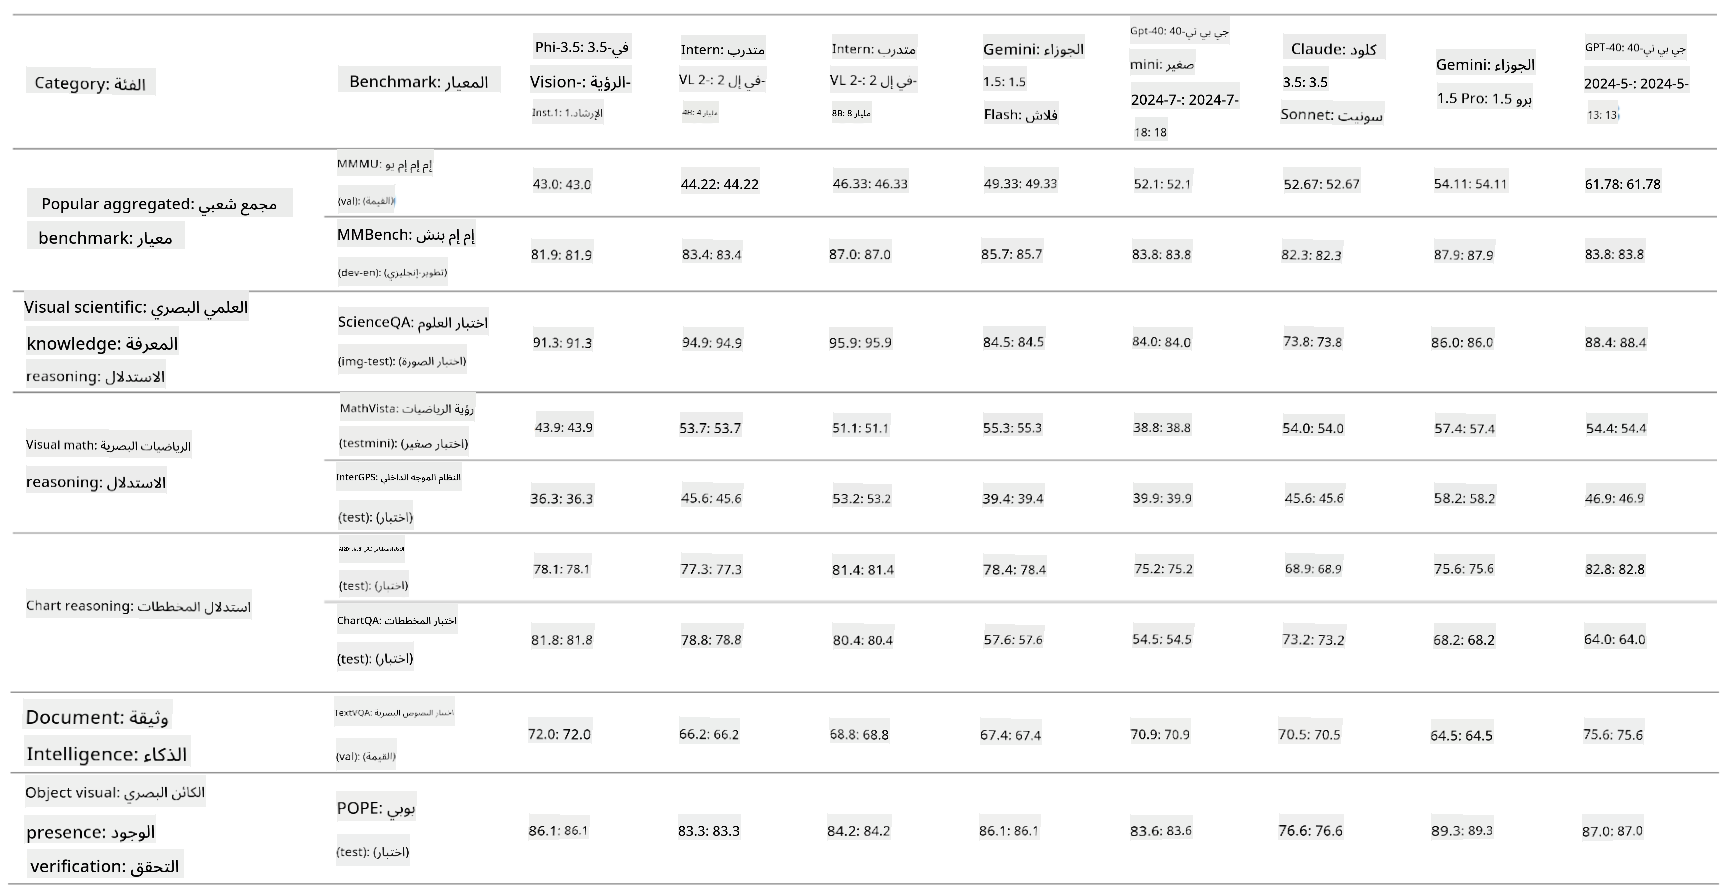 Category: الفئة
Benchmark: المعيار
Phi-3.5: 3.5-في
Vision-: الرؤية-
Inst.1: الإرشاد.1
Intern: متدرب
VL 2-: 2 في إل-
4B: 4 مليار
Intern: متدرب
VL 2-: 2 في إل-
8B: 8 مليار
Gemini: الجوزاء
1.5: 1.5
Flash: فلاش
Gpt-40: 40-جي بي تي
mini: صغير
2024-7-: 2024-7-
18: 18
Claude: كلود
3.5: 3.5
Sonnet: سونيت
Gemini: الجوزاء
1.5 Pro: 1.5 برو
GPT-40: 40-جي بي تي
2024-5-: 2024-5-
13: 13
Popular aggregated: مجمع شعبي
benchmark: معيار
MMMU: إم إم إم يو
(val): (القيمة)
43.0: 43.0
44.22: 44.22
46.33: 46.33
49.33: 49.33
52.1: 52.1
52.67: 52.67
54.11: 54.11
61.78: 61.78
MMBench: إم إم بنش
(dev-en): (تطوير-إنجليزي)
81.9: 81.9
83.4: 83.4
87.0: 87.0
85.7: 85.7
83.8: 83.8
82.3: 82.3
87.9: 87.9
83.8: 83.8
Visual scientific: العلمي البصري
knowledge: المعرفة
reasoning: الاستدلال
ScienceQA: اختبار العلوم
(img-test): (اختبار الصورة)
91.3: 91.3
94.9: 94.9
95.9: 95.9
84.5: 84.5
84.0: 84.0
73.8: 73.8
86.0: 86.0
88.4: 88.4
Visual math: الرياضيات البصرية
reasoning: الاستدلال
MathVista: رؤية الرياضيات
(testmini): (اختبار صغير)
43.9: 43.9
53.7: 53.7
51.1: 51.1
55.3: 55.3
38.8: 38.8
54.0: 54.0
57.4: 57.4
54.4: 54.4
InterGPS: النظام الموجه الداخلي
(test): (اختبار)
36.3: 36.3
45.6: 45.6
53.2: 53.2
39.4: 39.4
39.9: 39.9
45.6: 45.6
58.2: 58.2
46.9: 46.9
Chart reasoning: استدلال المخططات
(test): (اختبار)
78.1: 78.1
77.3: 77.3
81.4: 81.4
78.4: 78.4
75.2: 75.2
68.9: 68.9
75.6: 75.6
82.8: 82.8
ChartQA: اختبار المخططات
(test): (اختبار)
81.8: 81.8
78.8: 78.8
80.4: 80.4
57.6: 57.6
54.5: 54.5
73.2: 73.2
68.2: 68.2
64.0: 64.0
Document: وثيقة
Intelligence: الذكاء
TextVQA: اختبار النصوص البصرية
(val): (القيمة)
72.0: 72.0
66.2: 66.2
68.8: 68.8
67.4: 67.4
70.9: 70.9
70.5: 70.5
64.5: 64.5
75.6: 75.6
Object visual: الكائن البصري
presence: الوجود
verification: التحقق
POPE: بوبي
(test): (اختبار)
86.1: 86.1
83.3: 83.3
84.2: 84.2
86.1: 86.1
83.6: 83.6
76.6: 76.6
89.3: 89.3
87.0: 87.0